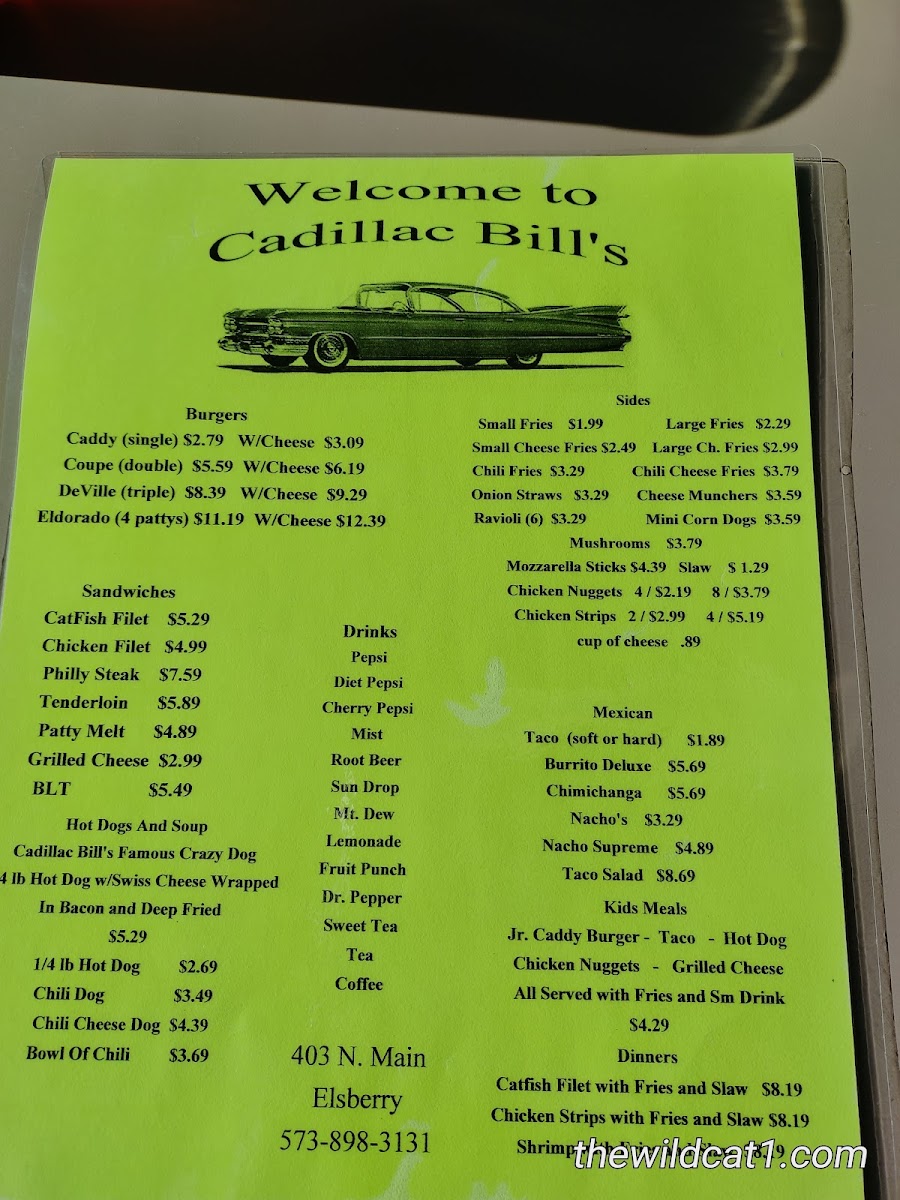 Welcome to
Cadillac Bill's
Burgers
Caddy (single) $2.79 W/Cheese $3.09
Coupe (double) $5.59 W/Cheese $6.19
DeVille (triple) $8.39 W/Cheese $9.29
Eldorado (4 pattys) $11.19 W/Cheese $12.39
Sandwiches
CatFish Filet $5.29
Chicken Filet $4.99
Philly Steak $7.59
Tenderloin $5.89
Patty Melt $4.89
Grilled Cheese $2.99
BLT $5.49
Hot Dogs And Soup
Cadillac Bill's Famous Crazy Dog
4 lb Hot Dog w/Swiss Cheese Wrapped
In Bacon and Deep Fried
$5.29
1/4 lb Hot Dog $2.69
Chili Dog $3.49
Chili Cheese Dog $4.39
Bowl Of Chili $3.69
Drinks
Pepsi
Diet Pepsi
Cherry Pepsi
Mist
Root Beer
Sun Drop
Mt. Dew
Lemonade
Fruit Punch
Dr. Pepper
Sweet Tea
Tea
Coffee
403 N. Main
Elsberry
573-898-3131
Sides
Small Fries $1.99 Large Fries $2.29
Small Cheese Fries $2.49 Large Ch. Fries $2.99
Chili Fries $3.29 Chili Cheese Fries $3.79
Onion Straws $3.29 Cheese Munchers $3.59
Ravioli (6) $3.29 Mini Corn Dogs $3.59
Mushrooms $3.79
Mozzarella Sticks $4.39 Slaw $ 1.29
Chicken Nuggets 4 / $2.19 8 / $3.79
Chicken Strips 2 / $2.99 4 / $5.19
cup of cheese .89
Mexican
Taco (soft or hard) $1.89
Burrito Deluxe $5.69
Chimichanga $5.69
Nacho's $3.29
Nacho Supreme $4.89
Taco Salad $8.69
Kids Meals
Jr. Caddy Burger - Taco - Hot Dog
Chicken Nuggets - Grilled Cheese
All Served with Fries and Sm Drink
$4.29
Dinners
Catfish Filet with Fries and Slaw $8.19
Chicken Strips with Fries and Slaw $8.19
Shrimp
thewildcat1.com